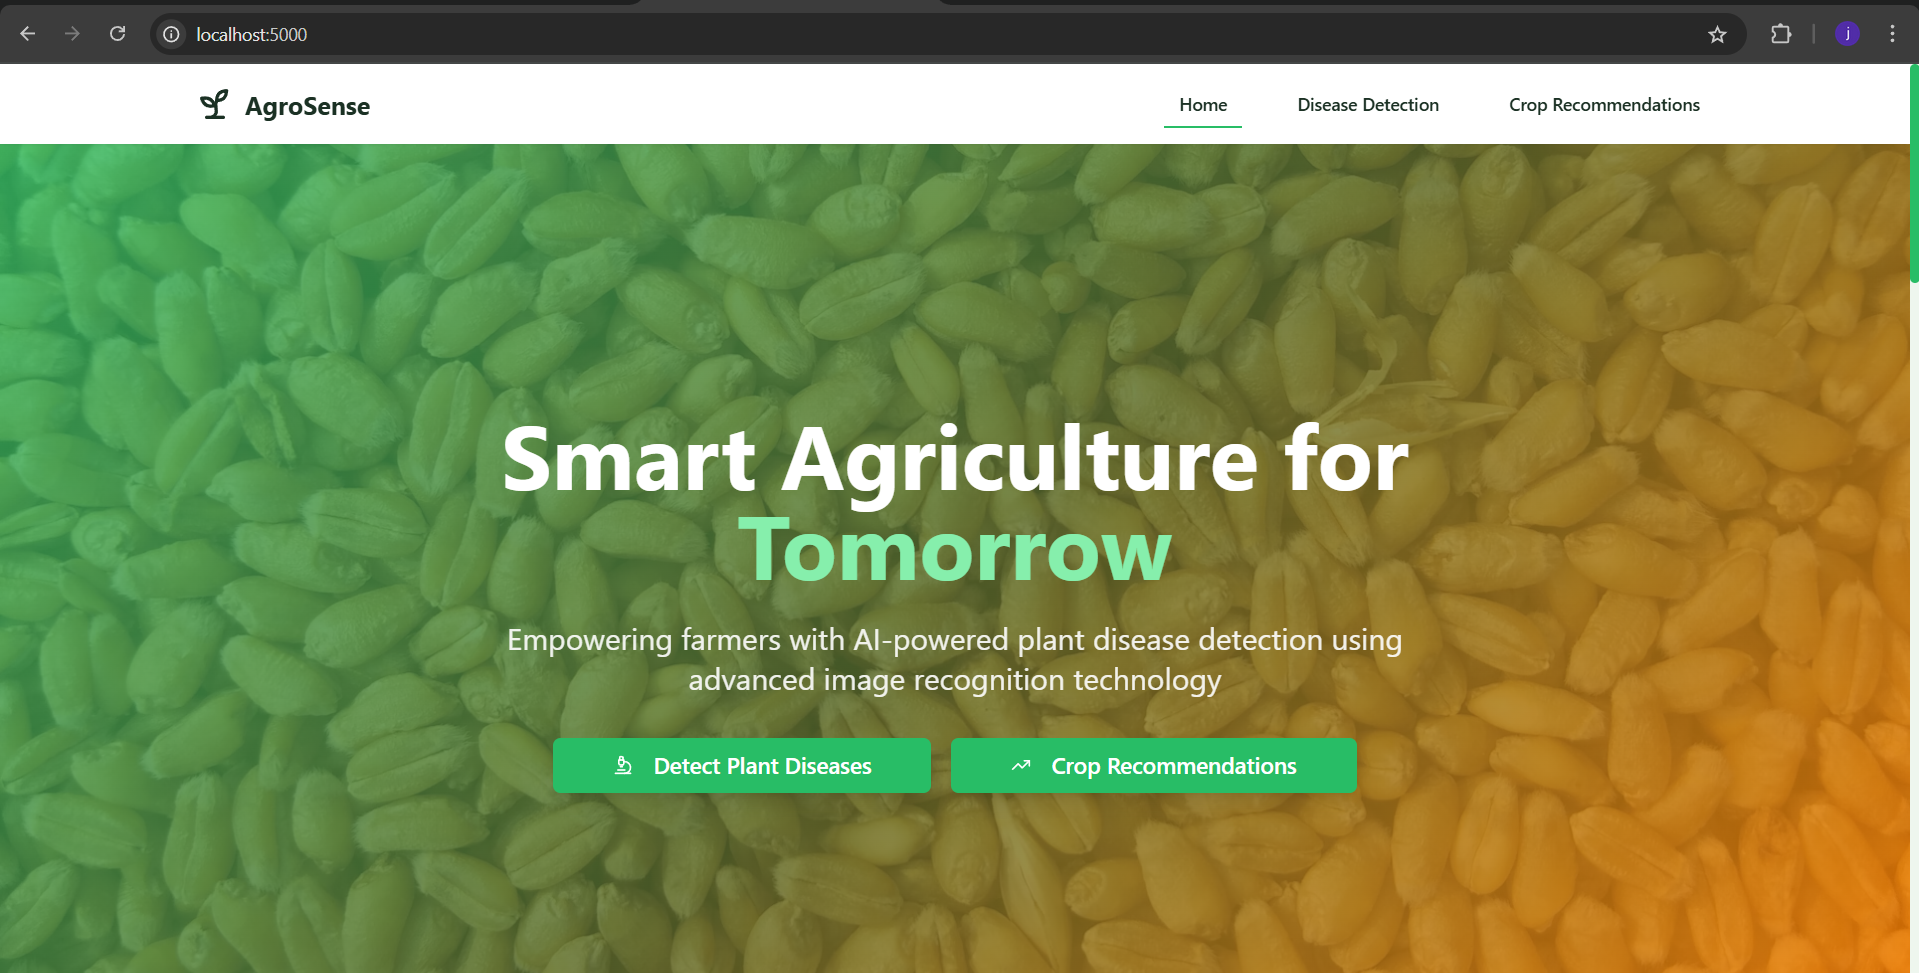 localhost:5000
j
AgroSense
Home
Disease Detection
Crop Recommendations
Smart Agriculture for
Tomorrow
Empowering farmers with AI-powered plant disease detection using
advanced image recognition technology
Detect Plant Diseases
Crop Recommendations